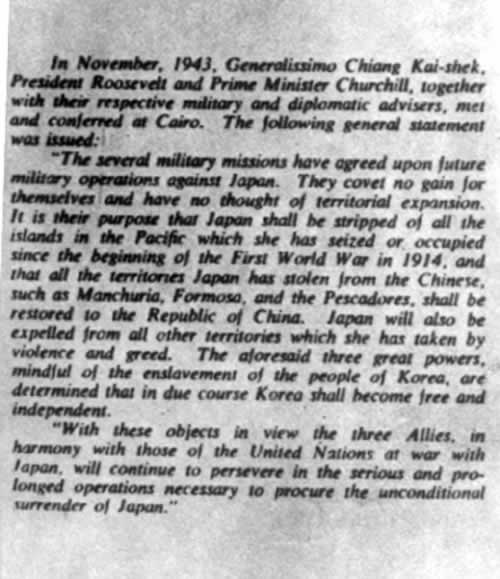 In November, 1943, Generalissimo Chiang Kai-shek,
President Roosevelt and Prime Minister Churchill, together
with their respective military and diplomatic advisers, met
and conferred at Cairo. The following general statement
was issued:
"The several military missions have agreed upon future
military operations against Japan. They covet no gain for
themselves and have no thought of territorial expansion.
It is their purpose that Japan shall be stripped of all the
islands in the Pacific which she has seized or occupied
since the beginning of the First World War in 1914, and
that all the territories Japan has stolen from the Chinese,
such as Manchuria, Formosa, and the Pescadores, shall be
restored to the Republic of China. Japan will also be
expelled from all other territories which she has taken by
violence and greed. The aforesaid three great powers,
mindful of the enslavement of the people of Korea, are
determined that in due course Korea shall become free and
independent.
"With these objects in view the three Allies, in
harmony with those of the United Nations at war with
Japan, will continue to persevere in the serious and pro-
longed operations necessary to procure the unconditional
surrender of Japan."